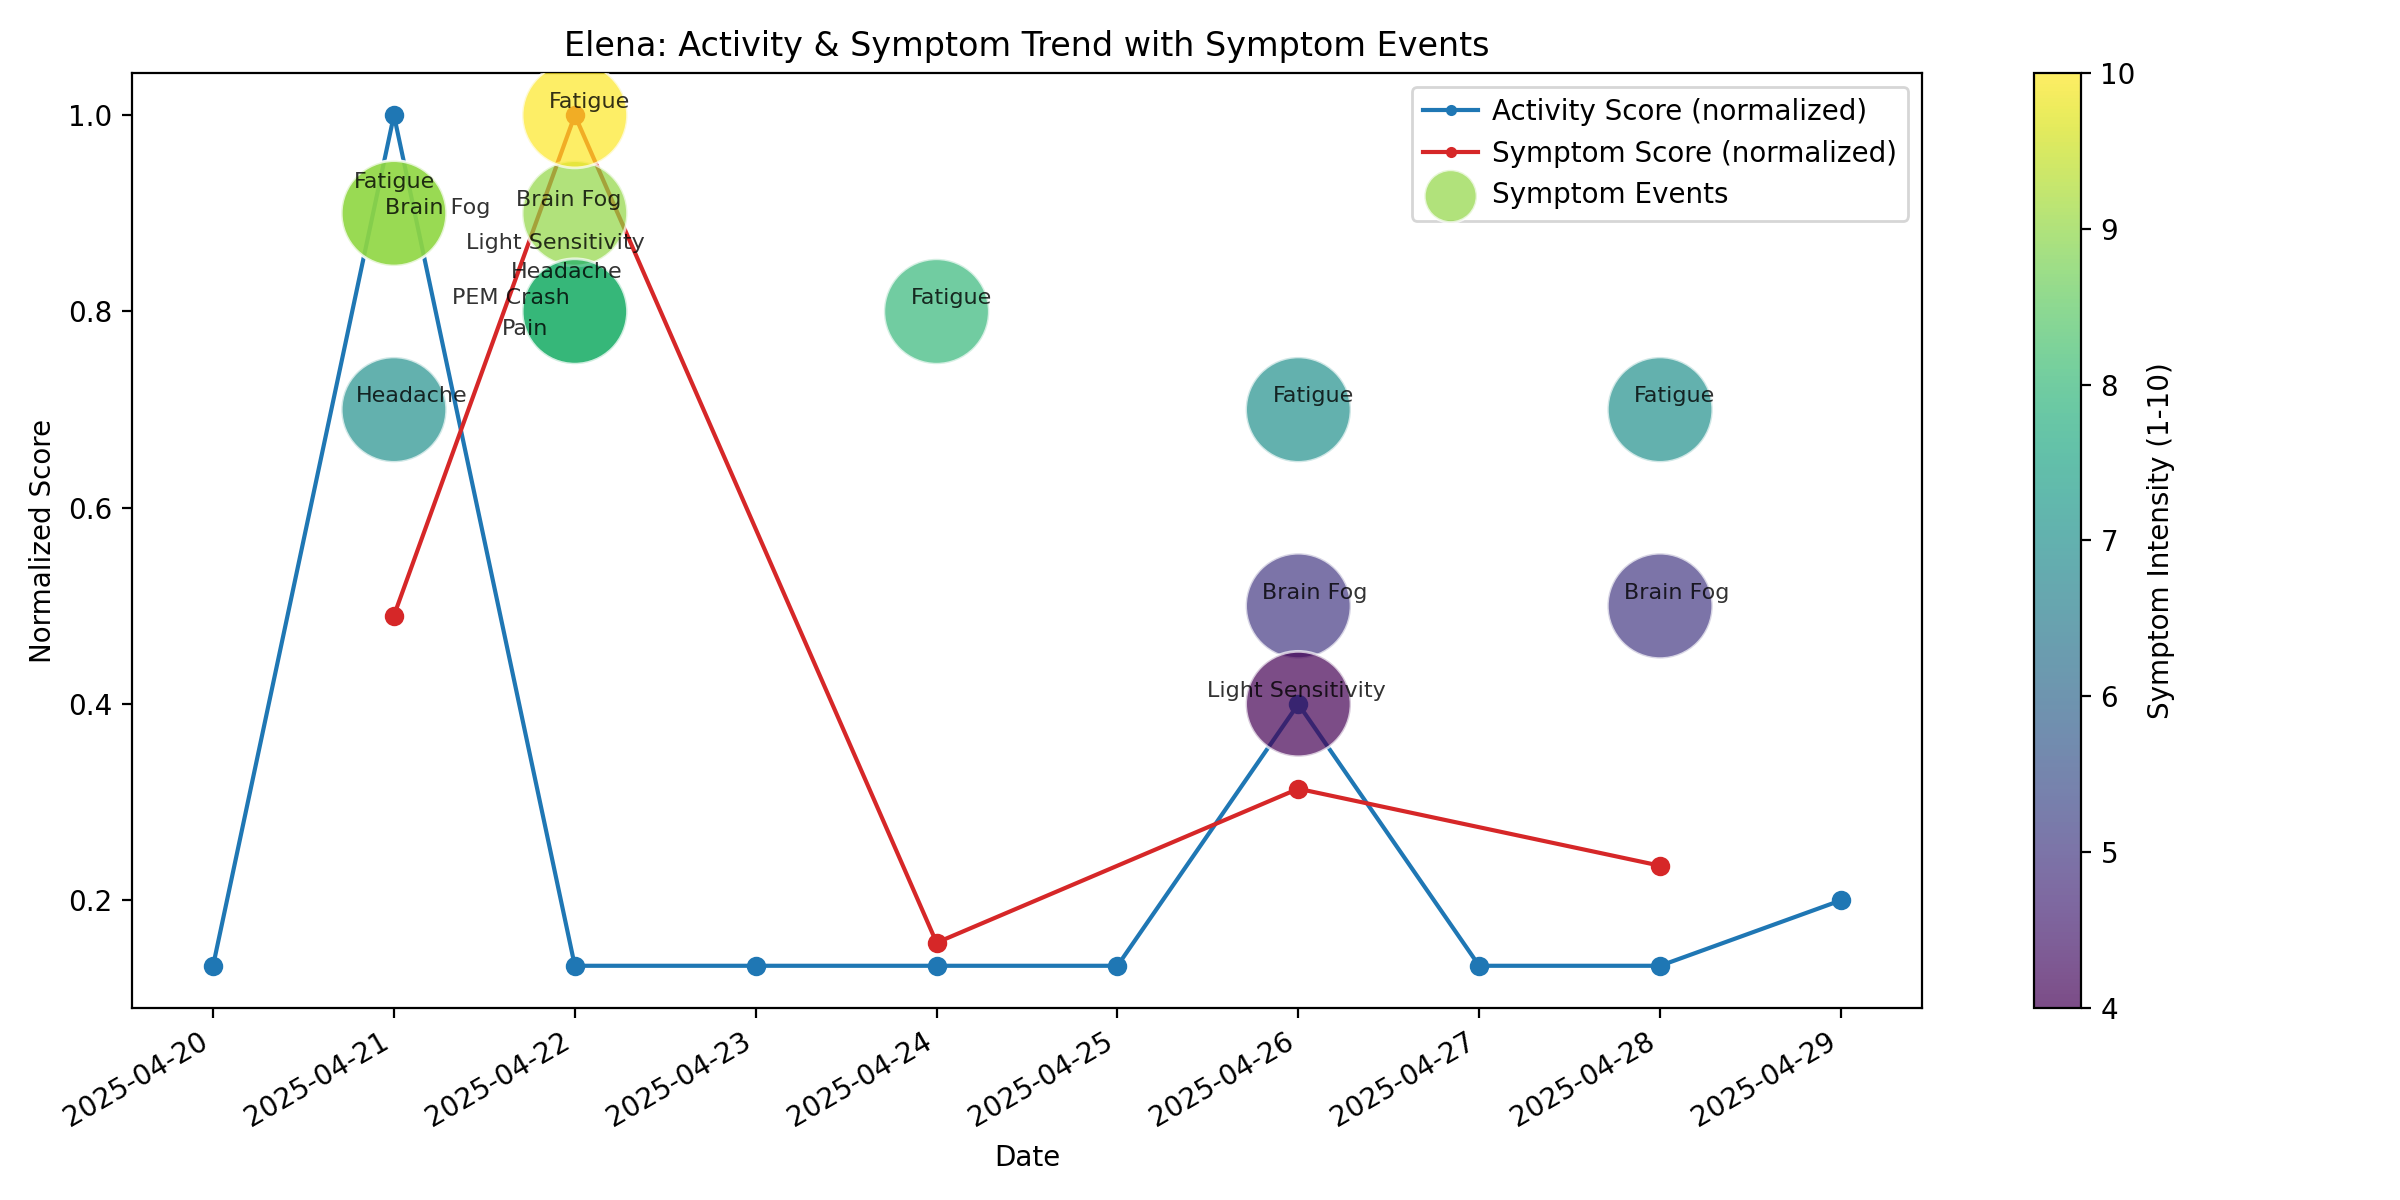 Elena: Activity & Symptom Trend with Symptom Events
Normalized Score
1.0
0.8
0.6
0.4
0.2
Activity Score (normalized)
Symptom Score (normalized)
Symptom Events
Fatigue
Brain Fog
Headache
Fatigue
Brain Fog
Light Sensitivity
Headache
PEM Crash
Pain
Fatigue
Fatigue
Brain Fog
Light Sensitivity
Fatigue
Brain Fog
2025-04-20
2025-04-21
2025-04-22
2025-04-23
2025-04-24
2025-04-25
2025-04-26
2025-04-27
2025-04-28
2025-04-29
Date
10
9
8
7
6
5
4
Symptom Intensity (1-10)